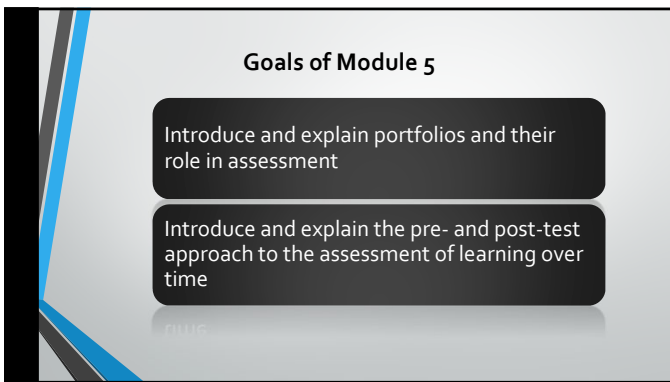 Goals of Module 5
Introduce and explain portfolios and their
role in assessment
Introduce and explain the pre- and post-test
approach to the assessment of learning over
time